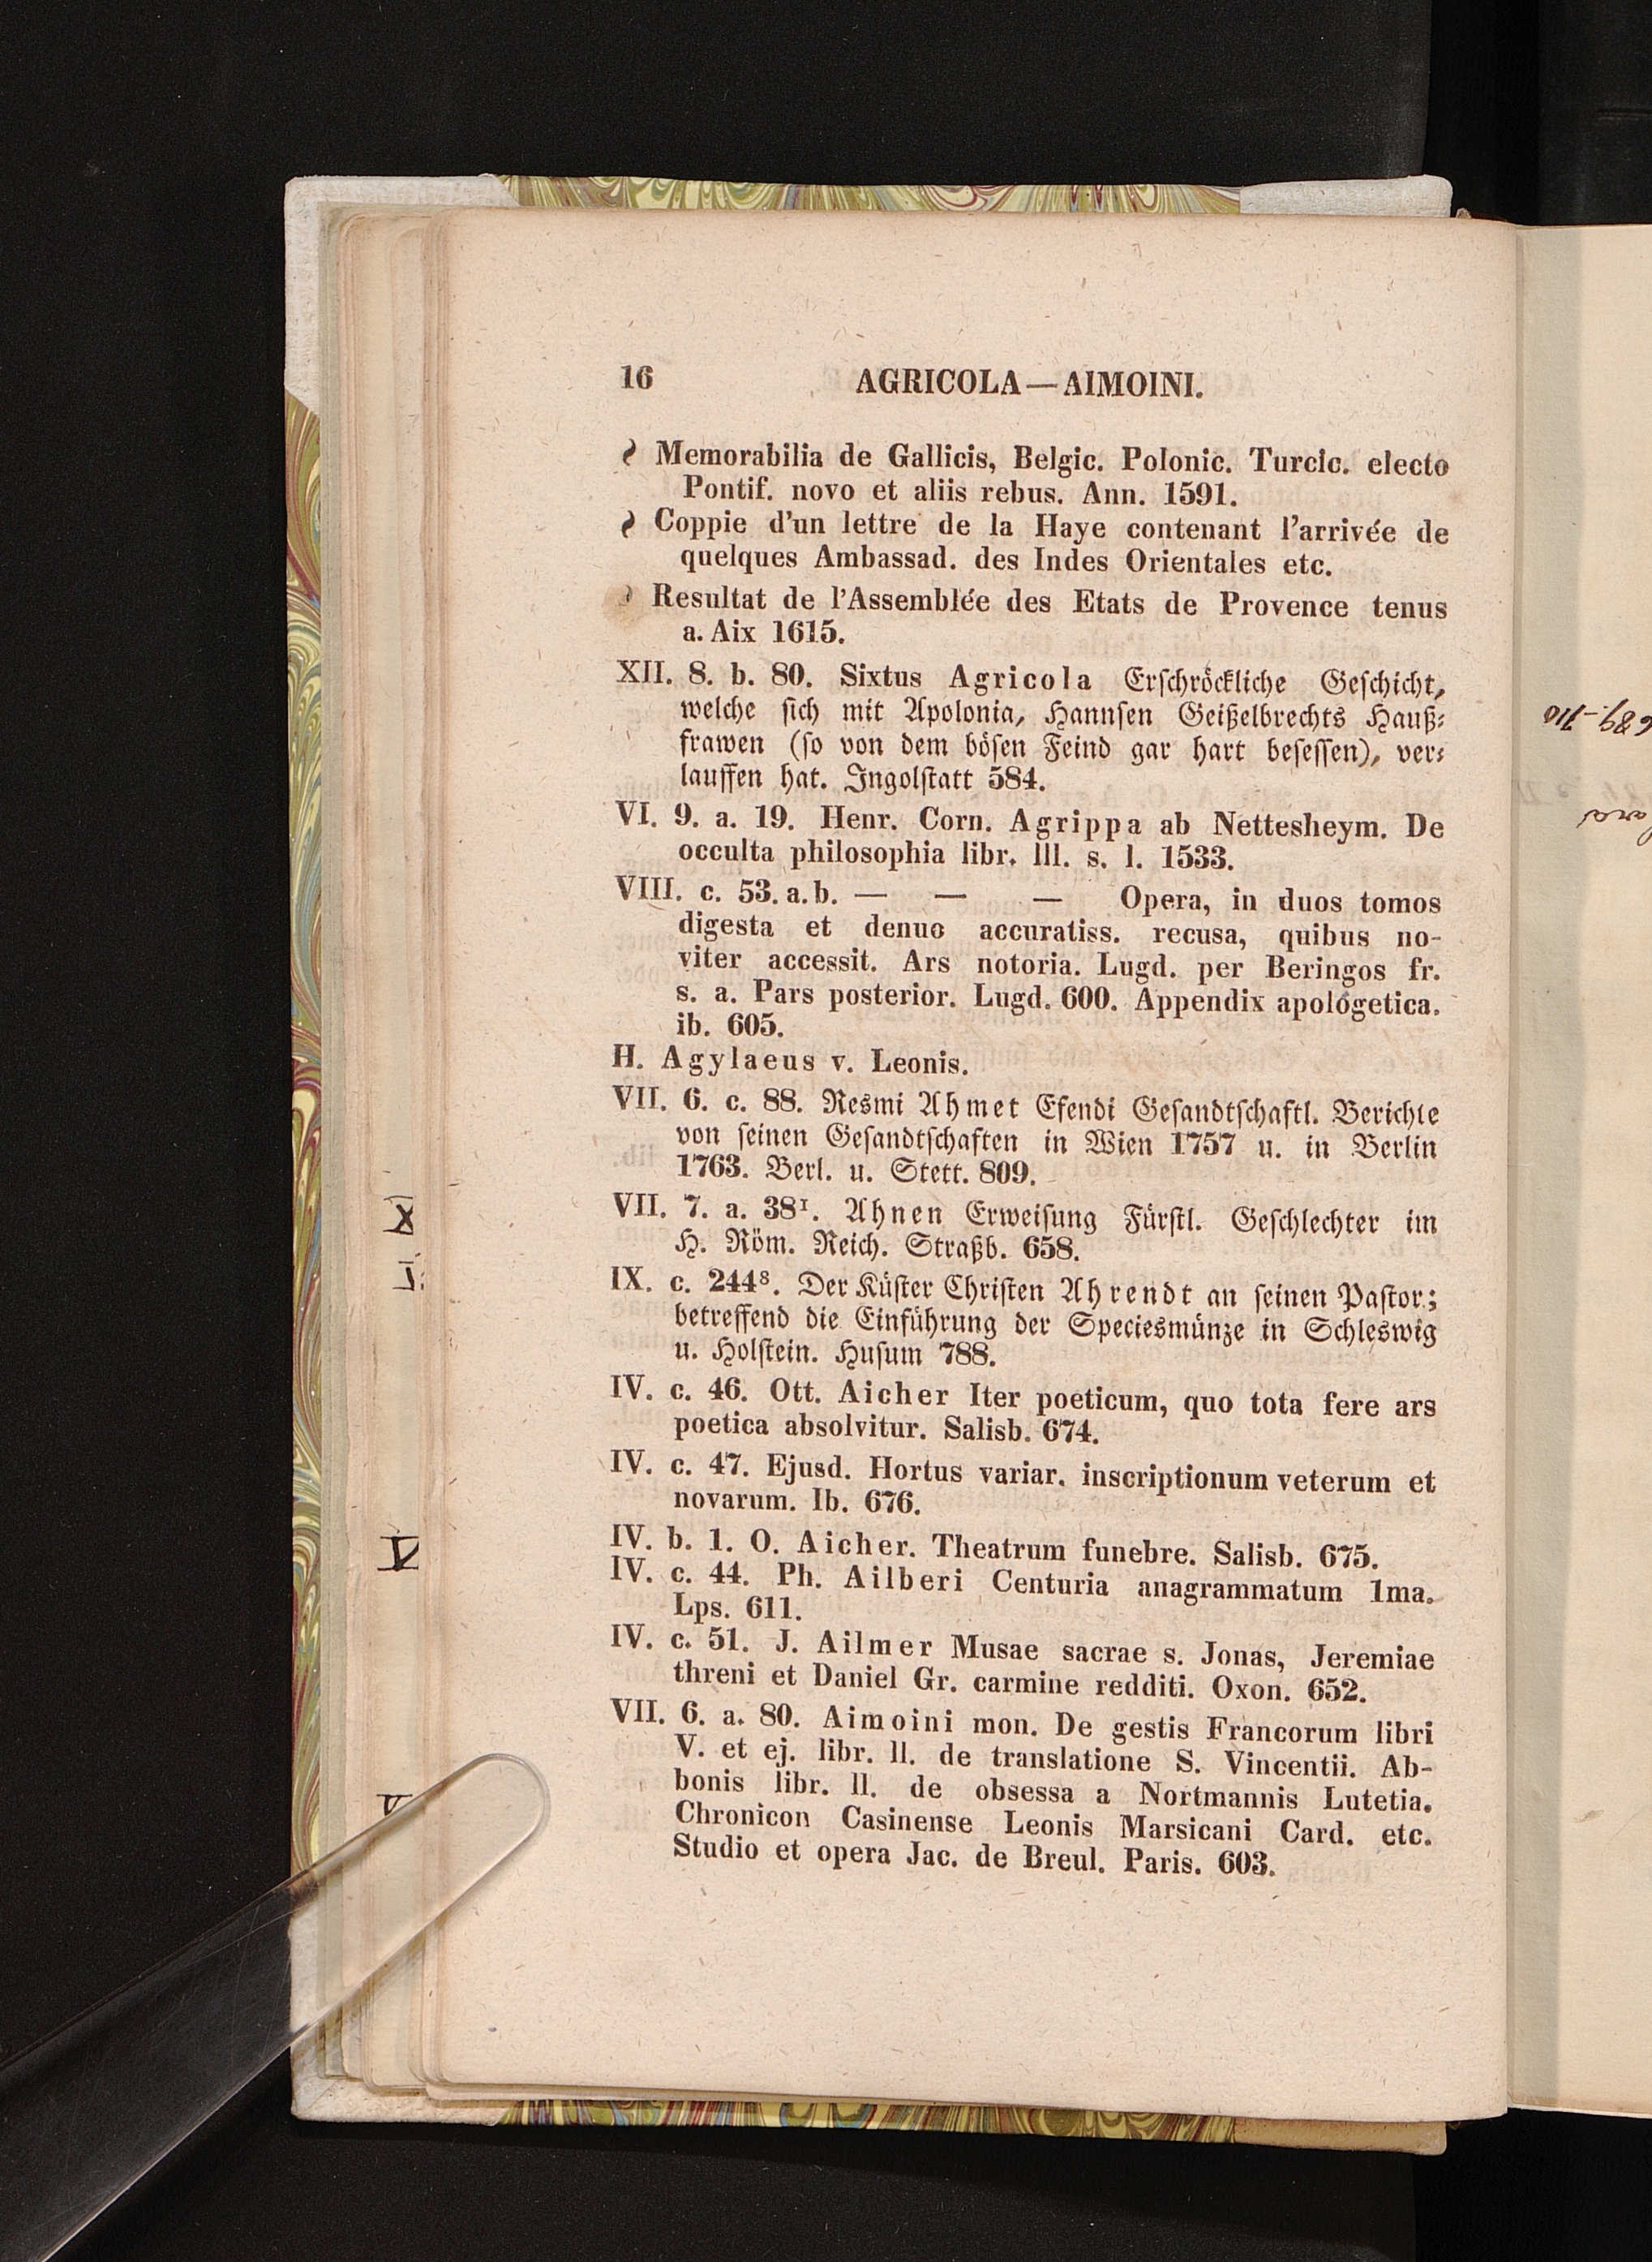 16 AGRICOLA—AIMOINI.
Memorabilia de Gallicis, Belgic. Polonic. Turcic. electo
Pontif. novo et aliis rebus. Ann. 1591.
Coppie d'un lettre de la Haye contenant l'arrivée de
quelques Ambassad. des Indes Orientales etc.
Resultat de l'Assemblée des Etats de Provence tenus
a. Aix 1615.
XII. 8. b. 80. Sixtus Agricola Erschröckliche Geschicht,
welche sich mit Apolonia, Hannsen Geißelbrechts Hauß-
frawen (so von dem bösen Feind gar hart besessen), ver-
lauffen hat. Ingolstatt 584.
VI. 9. a. 19. Henr. Corn. Agrippa ab Nettesheym. De
occulta philosophia libr. III. s. l. 1533.
VIII. c. 53. a. b. — — — Opera, in duos tomos
digesta et denuo accuratiss. recusa, quibus no-
viter accessit. Ars notoria. Lugd. per Beringos fr.
s. a. Pars posterior. Lugd. 600. Appendix apologetica.
ib. 605.
H. Agylaeus v. Leonis.
VII. 6. c. 88. Resmi Ahmet Efendi Gesandtschaftl. Berichte
von seinen Gesandtschaften in Wien 1757 u. in Berlin
1763. Berl. u. Stett. 809.
VII. 7. a. 38¹. Ahnen Erweisung Fürstl. Geschlechter im
H. Röm. Reich. Straßb. 658.
IX. c. 244⁸. Der Küster Christen Ahrendt an seinen Pastor;
betreffend die Einführung der Speciesmünze in Schleswig
u. Holstein. Husum 788.
IV. c. 46. Ott. Aicher Iter poeticum, quo tota fere ars
poetica absolvitur. Salisb. 674.
IV. c. 47. Ejusd. Hortus variar. inscriptionum veterum et
novarum. Ib. 676.
IV. b. 1. O. Aicher. Theatrum funebre. Salisb. 675.
IV. c. 44. Ph. Ailberi Centuria anagrammatum 1ma.
Lps. 611.
IV. c. 51. J. Ailmer Musae sacrae s. Jonas, Jeremiae
threni et Daniel Gr. carmine redditi. Oxon. 652.
VII. 6. a. 80. Aimoini mon. De gestis Francorum libri
V. et ej. libr. II. de translatione S. Vincentii. Ab-
bonis libr. II. de obsessa a Nortmannis Lutetia.
Chronicon Casinense Leonis Marsicani Card. etc.
Studio et opera Jac. de Breul. Paris. 603.